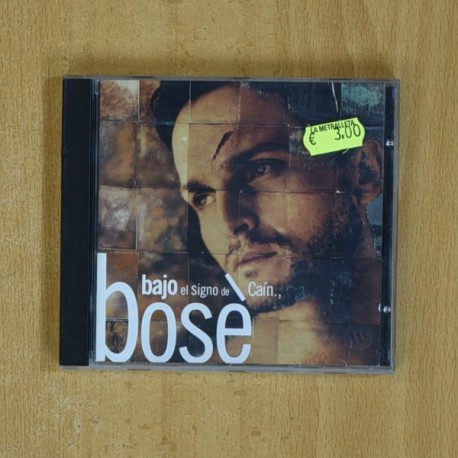 LA METRALLETA
€ 3.00
bajo el signo de Caín.,
bosè